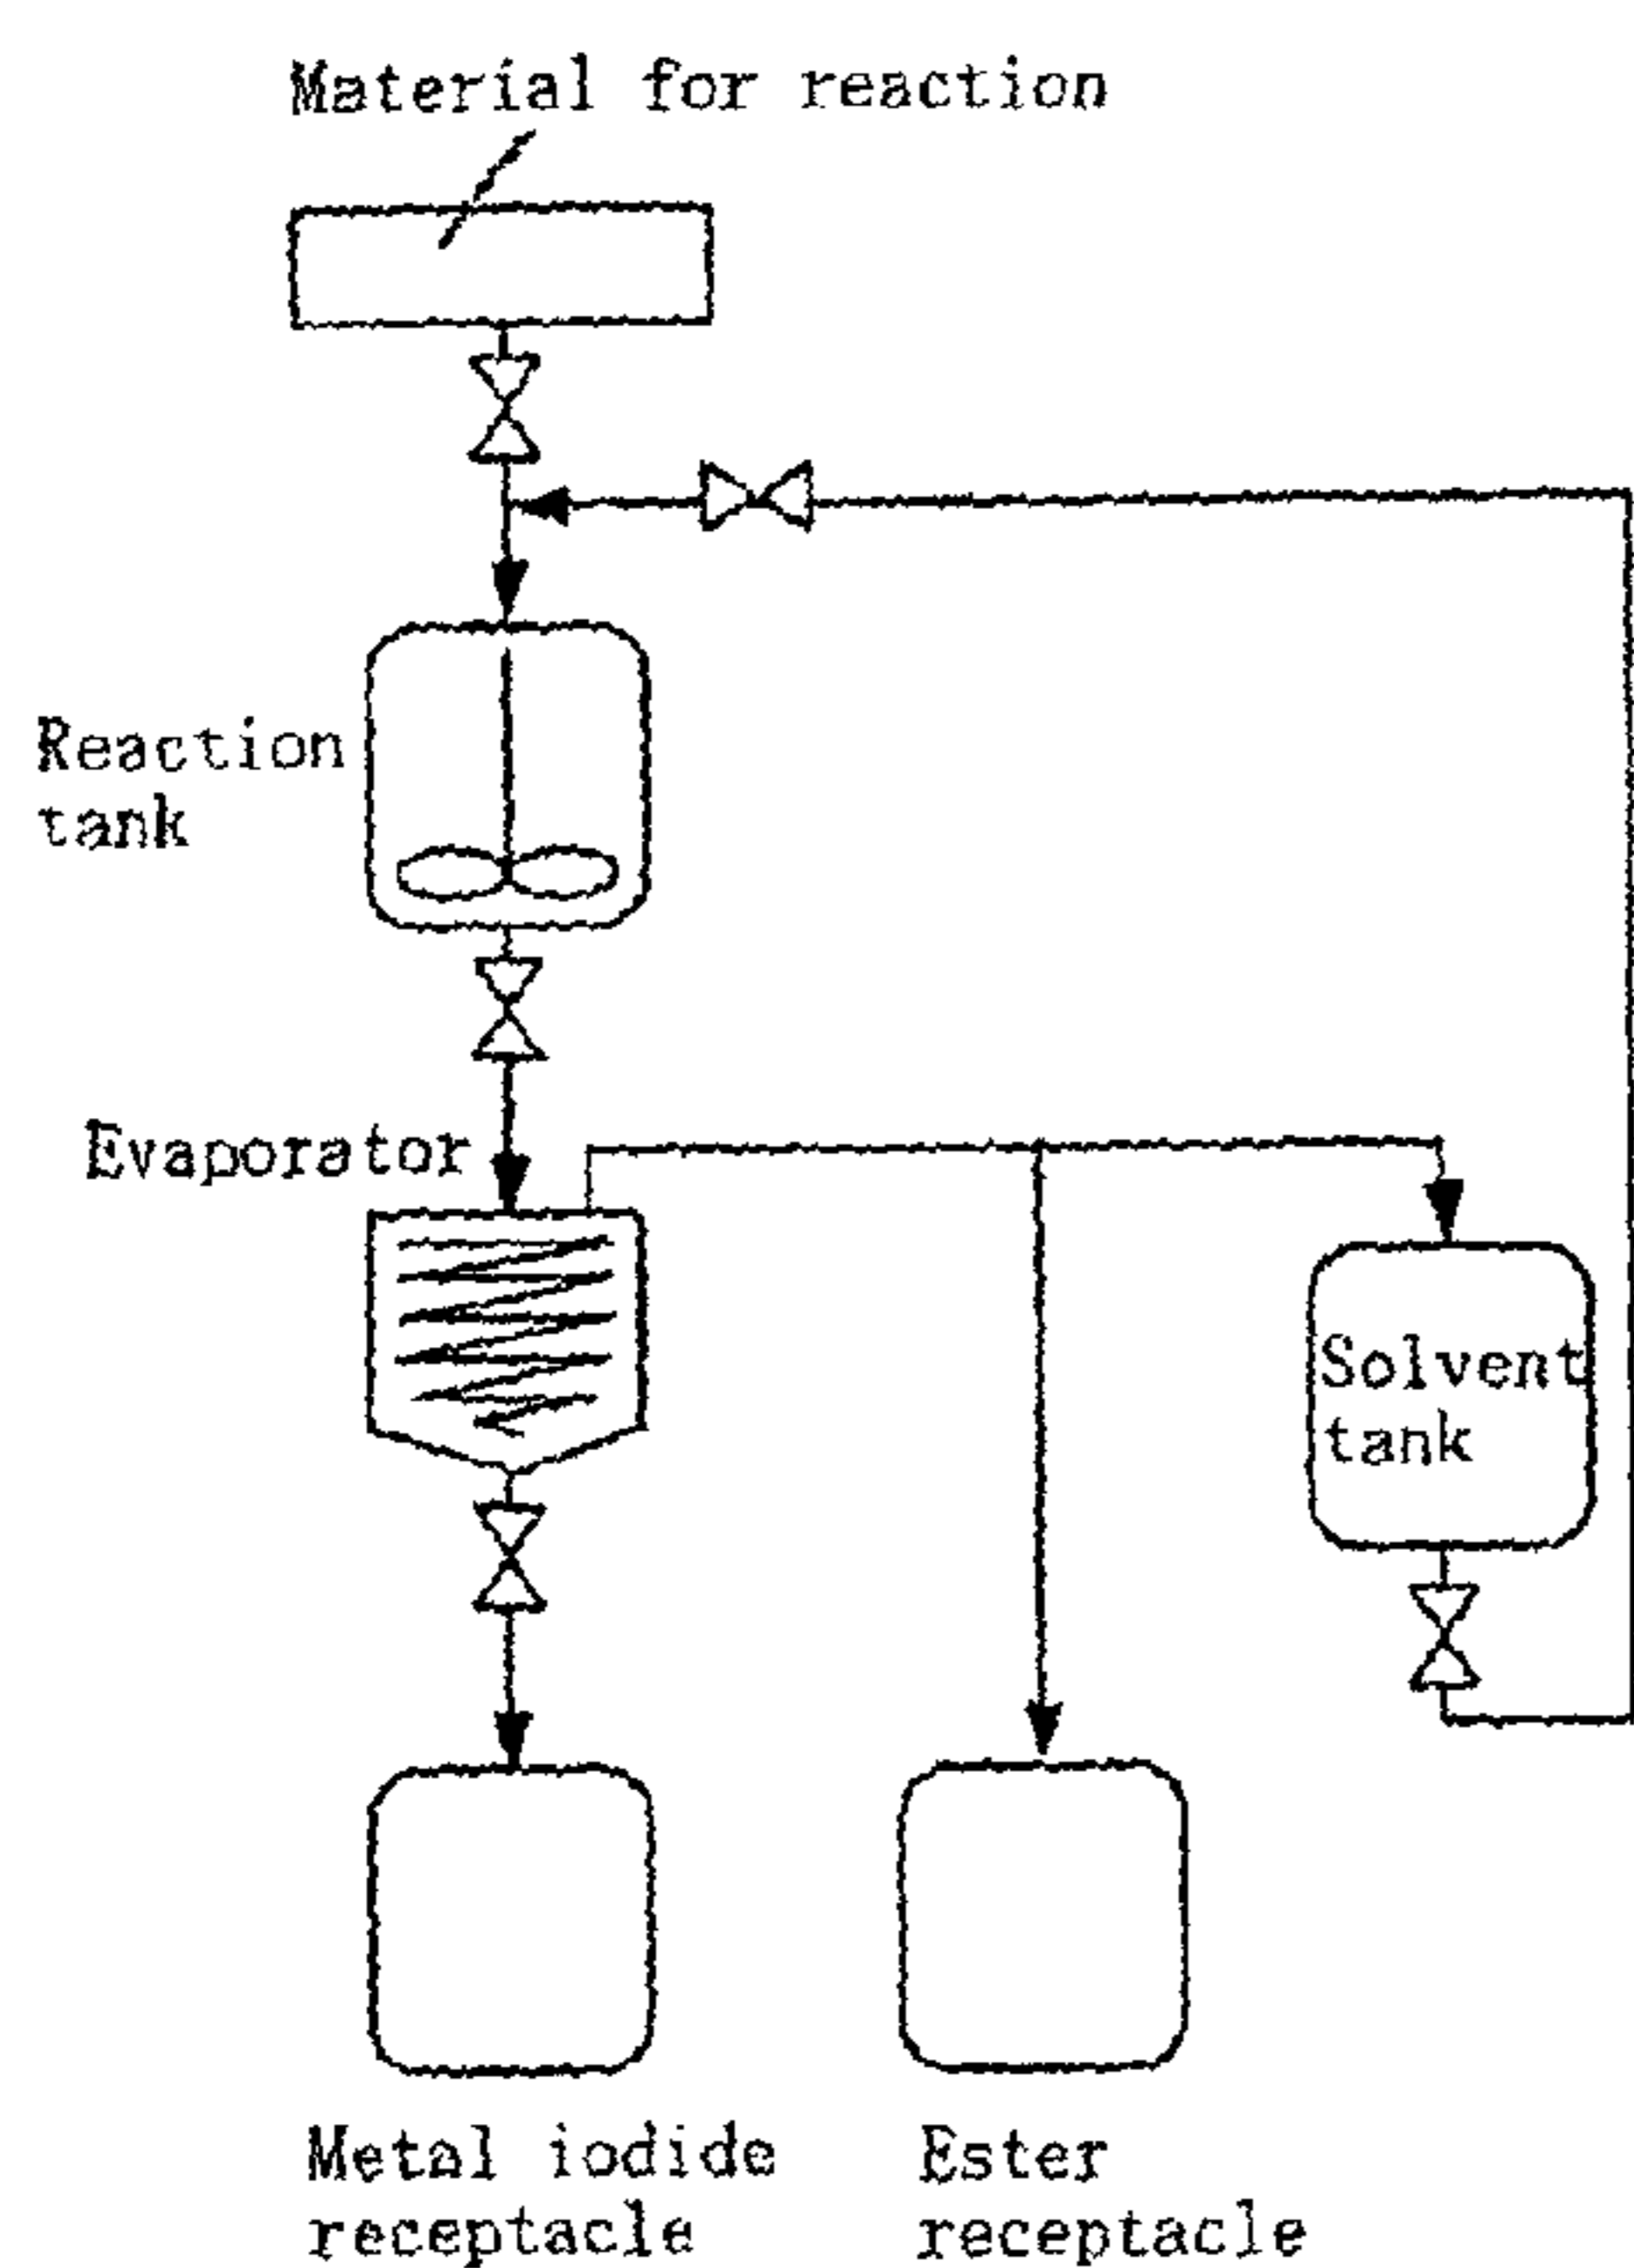 Material for reaction
Reaction
tank
Evaporator
Solvent
tank
Metal iodide
receptacle
Ester
receptacle